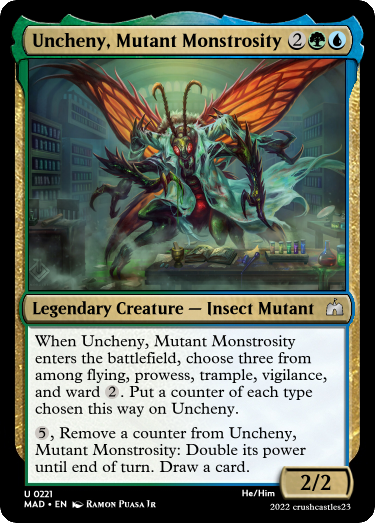 Uncheny, Mutant Monstrosity 2
Legendary Creature — Insect Mutant
When Uncheny, Mutant Monstrosity
enters the battlefield, choose three from
among flying, prowess, trample, vigilance,
and ward 2. Put a counter of each type
chosen this way on Uncheny.
5, Remove a counter from Uncheny,
Mutant Monstrosity: Double its power
until end of turn. Draw a card.
2/2
U 0221
He/Him
MAD • EN Ramon Puasa Jr
2022 crushcastles23